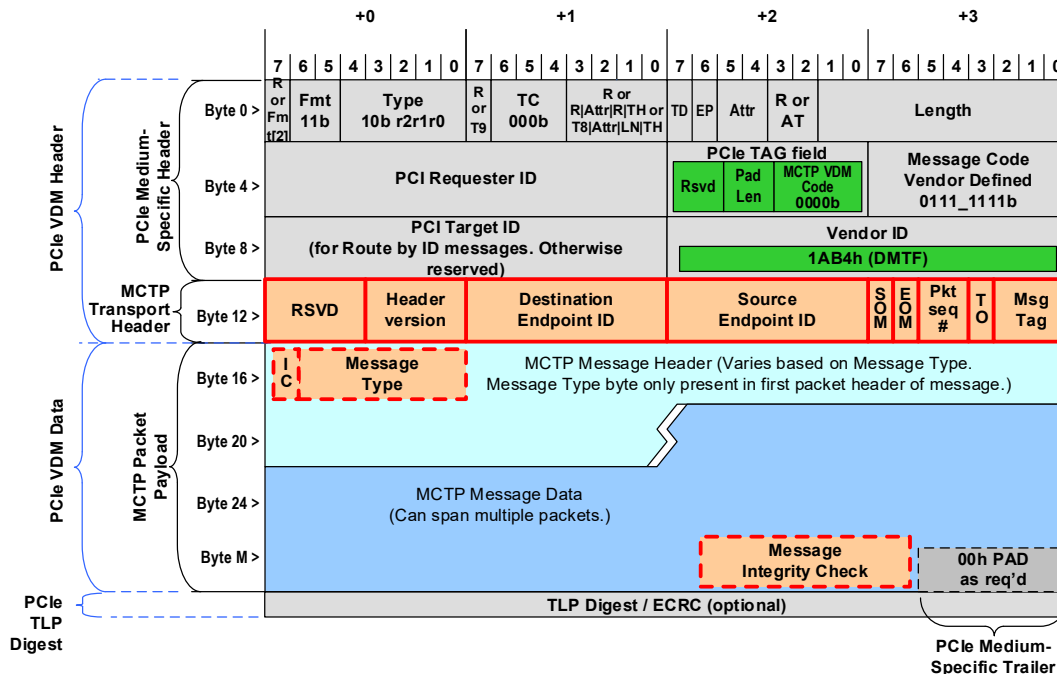 +0 +1 +2 +3
7 6 5 4 3 2 1 0 7 6 5 4 3 2 1 0 7 6 5 4 3 2 1 0 7 6 5 4 3 2 1 0
PCIe VDM Header
PCIe Medium-
Specific Header
Byte 0 >
R
or
Fm
t[2]
Fmt
11b
Type
10b r2r1r0
R
or
T9
TC
000b
R or
R|Attr|R|TH or
T8|Attr|LN|TH
TD
EP
Attr
R or
AT
Length
Byte 4 >
PCI Requester ID
PCIe TAG field
Rsvd
Pad
Len
MCTP VDM
Code
0000b
Message Code
Vendor Defined
0111_1111b
Byte 8 >
PCI Target ID
(for Route by ID messages. Otherwise
reserved)
Vendor ID
1AB4h (DMTF)
MCTP
Transport
Header
Byte 12 >
RSVD
Header
version
Destination
Endpoint ID
Source
Endpoint ID
S
O
M
E
O
M
Pkt
seq
#
TO
Msg
Tag
PCIe VDM Data
MCTP Packet
Payload
Byte 16 >
I
C
Message
Type
MCTP Message Header (Varies based on Message Type.
Message Type byte only present in first packet header of message.)
Byte 20 >
Byte 24 >
MCTP Message Data
(Can span multiple packets.)
Byte M >
Message
Integrity Check
00h PAD
as req'd
PCIe
TLP
Digest
TLP Digest / ECRC (optional)
PCIe Medium-
Specific Trailer